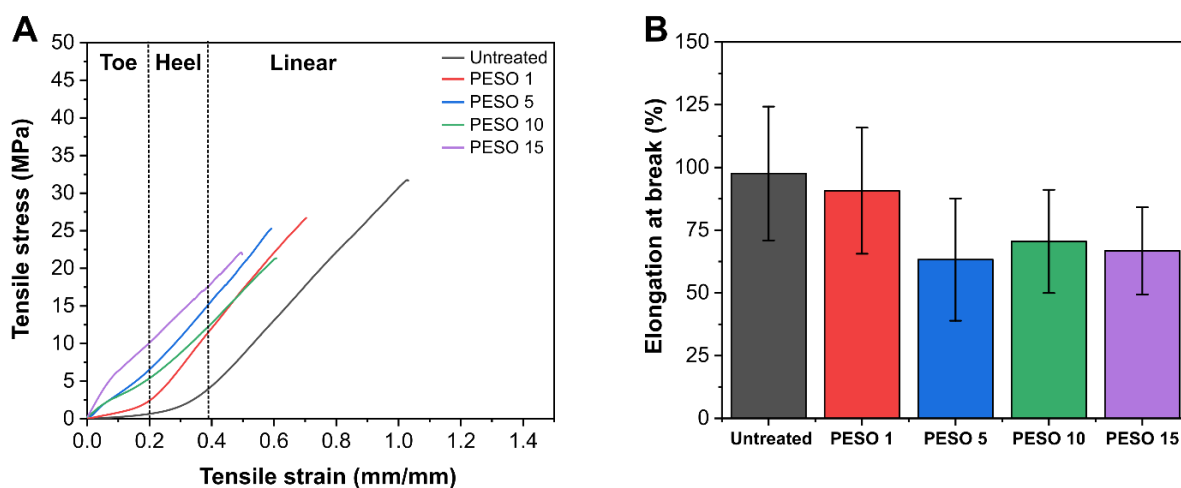 A
50
45
40
35
30
25
20
15
10
5
0
Tensile stress (MPa)
Toe
Heel
Linear
Untreated
PESO 1
PESO 5
PESO 10
PESO 15
0.0 0.2 0.4 0.6 0.8 1.0 1.2 1.4
Tensile strain (mm/mm)
B
150
125
100
75
50
25
0
Elongation at break (%)
Untreated PESO 1 PESO 5 PESO 10 PESO 15